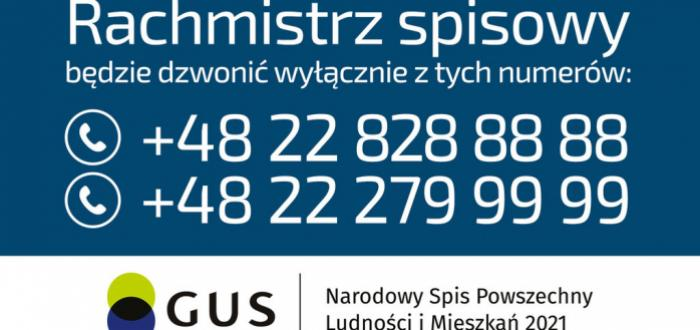 Rachmistrz spisowy
będzie dzwonić wyłącznie z tych numerów:
+48 22 828 88 88
+48 22 279 99 99
GUS
Narodowy Spis Powszechny
Ludności i Mieszkań 2021